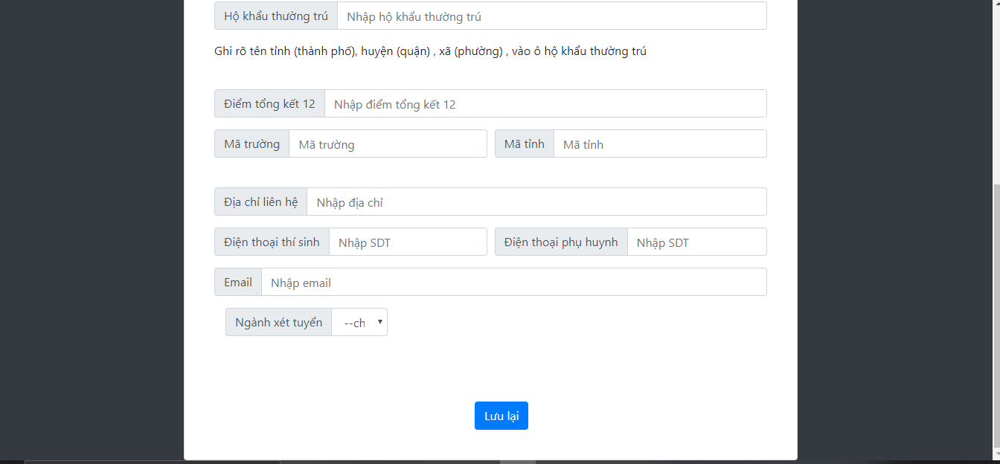 Hộ khẩu thường trú Nhập hộ khẩu thường trú
Ghi rõ tên tỉnh (thành phố), huyện (quận) , xã (phường) , vào ô hộ khẩu thường trú
Điểm tổng kết 12 Nhập điểm tổng kết 12
Mã trường Mã trường Mã tỉnh Mã tỉnh
Địa chỉ liên hệ Nhập địa chỉ
Điện thoại thí sinh Nhập SDT Điện thoại phụ huynh Nhập SDT
Email Nhập email
Ngành xét tuyển --ch
Lưu lại